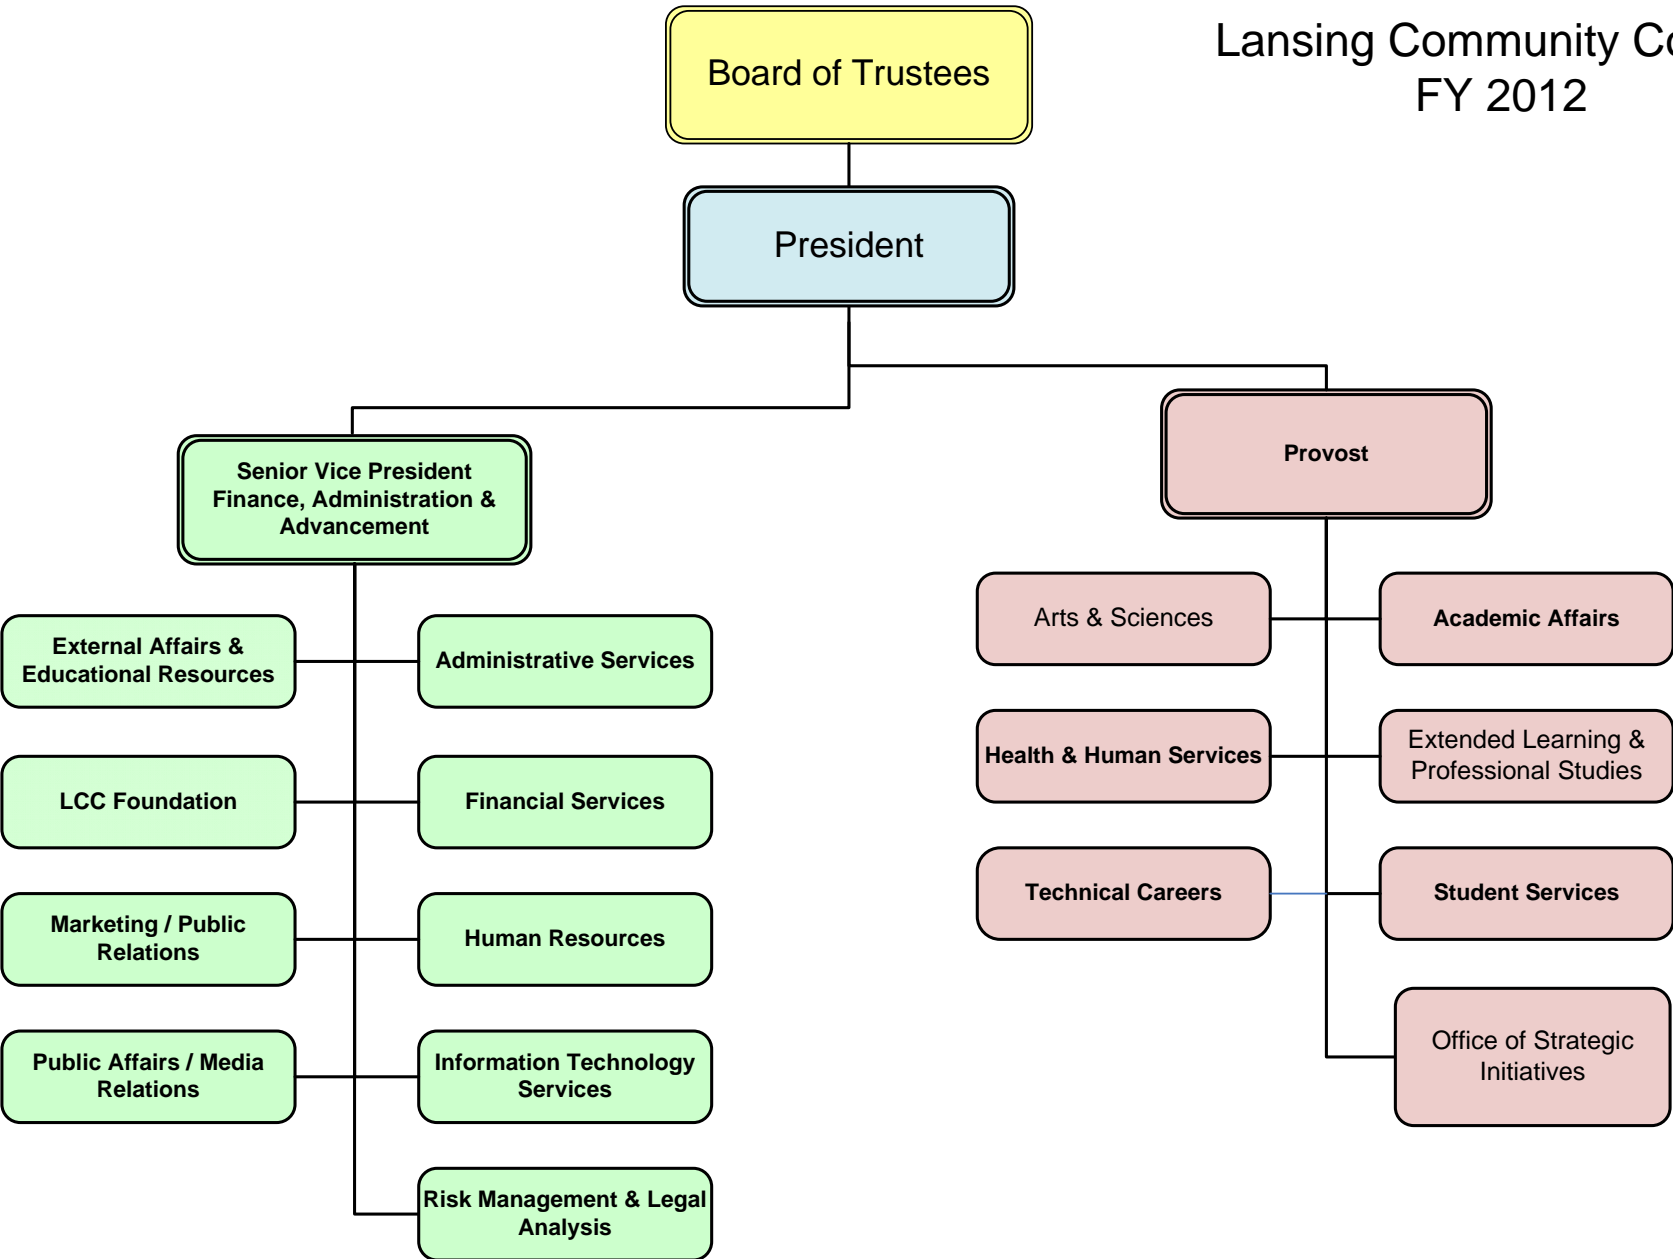 Lansing Community
FY 2012
Board of Trustees
President
Senior Vice President
Finance, Administration &
Advancement
Provost
External Affairs &
Educational Resources
Administrative Services
LCC Foundation
Financial Services
Marketing / Public
Relations
Human Resources
Public Affairs / Media
Relations
Information Technology
Services
Risk Management & Legal
Analysis
Arts & Sciences
Academic Affairs
Health & Human Services
Extended Learning &
Professional Studies
Technical Careers
Student Services
Office of Strategic
Initiatives